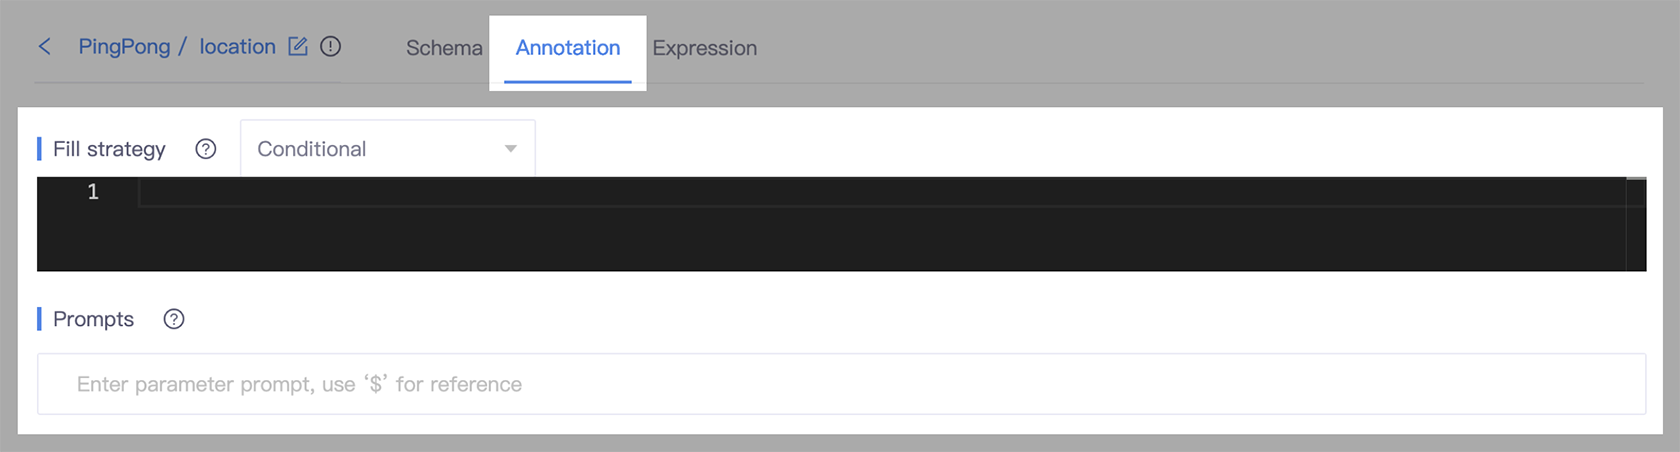 PingPong / location Schema Annotation Expression
Fill strategy Conditional
1
Prompts
Enter parameter prompt, use ‘$’ for reference